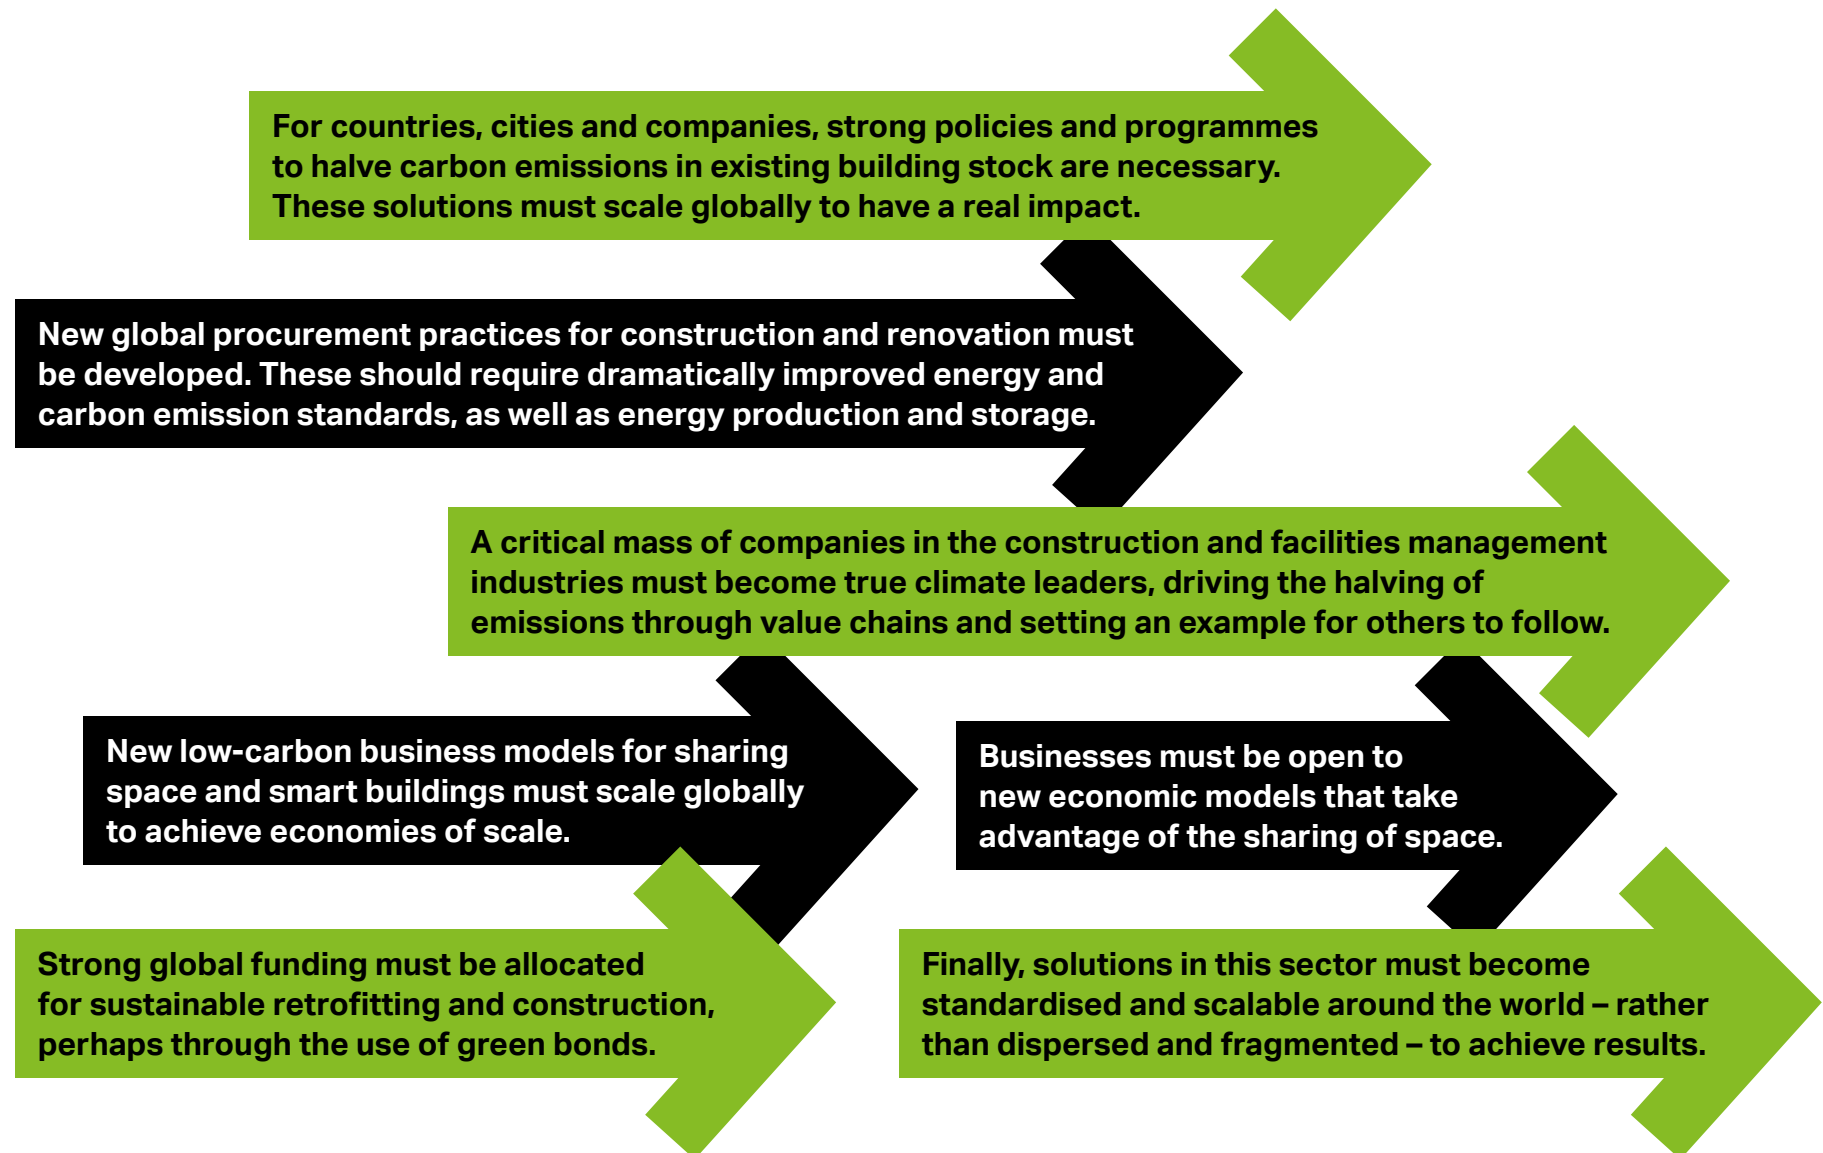 For countries, cities and companies, strong policies and programmes
to halve carbon emissions in existing building stock are necessary.
These solutions must scale globally to have a real impact.
New global procurement practices for construction and renovation must
be developed. These should require dramatically improved energy and
carbon emission standards, as well as energy production and storage.
A critical mass of companies in the construction and facilities management
industries must become true climate leaders, driving the halving of
emissions through value chains and setting an example for others to follow.
New low-carbon business models for sharing
space and smart buildings must scale globally
to achieve economies of scale.
Businesses must be open to
new economic models that take
advantage of the sharing of space.
Strong global funding must be allocated
for sustainable retrofitting and construction,
perhaps through the use of green bonds.
Finally, solutions in this sector must become
standardised and scalable around the world – rather
than dispersed and fragmented – to achieve results.